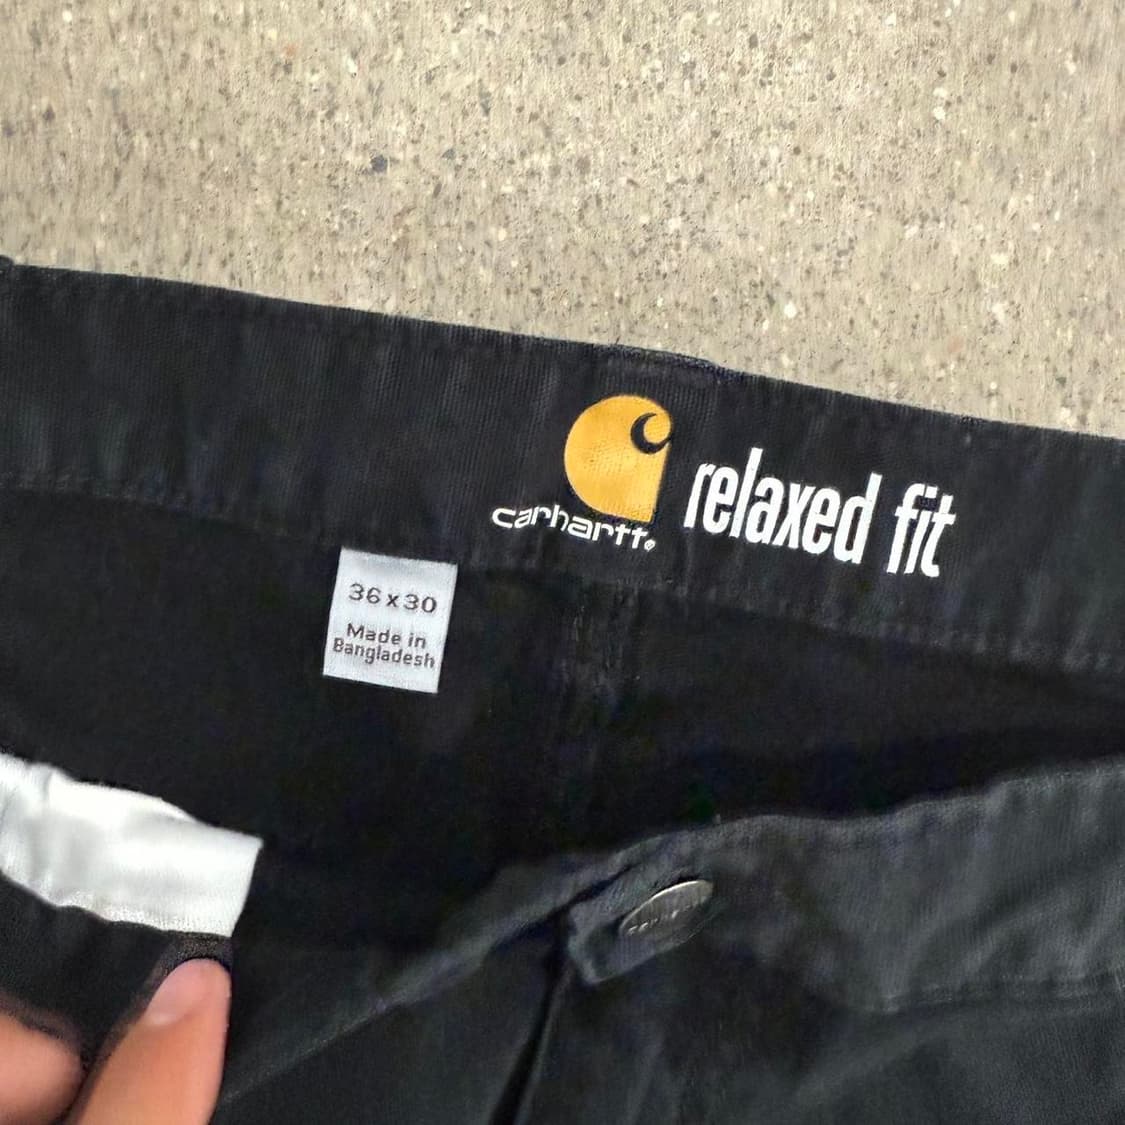 carhartt®
relaxed fit
36x30
Made in
Bangladesh